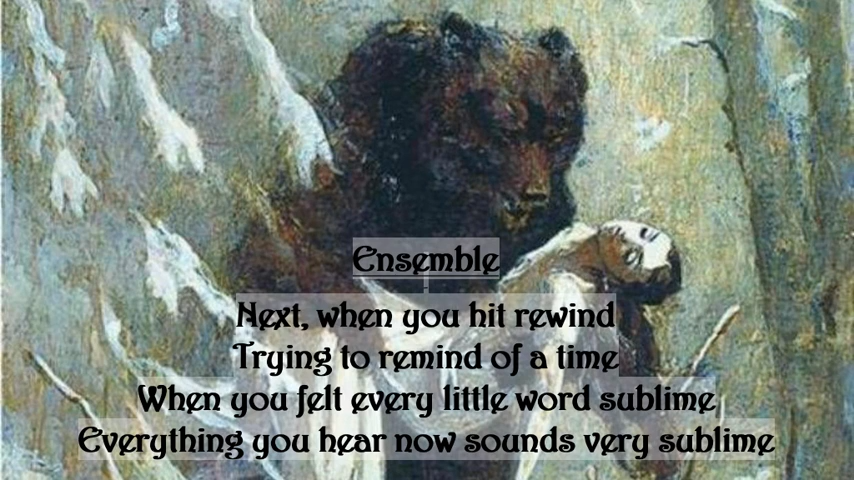 Ensemble
Next, when you hit rewind
Trying to remind of a time
When you felt every little word sublime
Everything you hear now sounds very sublime